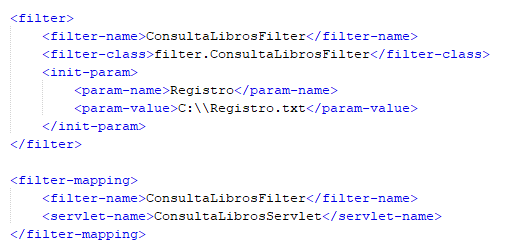 <filter>
<filter-name>ConsultaLibrosFilter</filter-name>
<filter-class>filter.ConsultaLibrosFilter</filter-class>
<init-param>
<param-name>Registro</param-name>
<param-value>C:\\Registro.txt</param-value>
</init-param>
</filter>
<filter-mapping>
<filter-name>ConsultaLibrosFilter</filter-name>
<servlet-name>ConsultaLibrosServlet</servlet-name>
</filter-mapping>